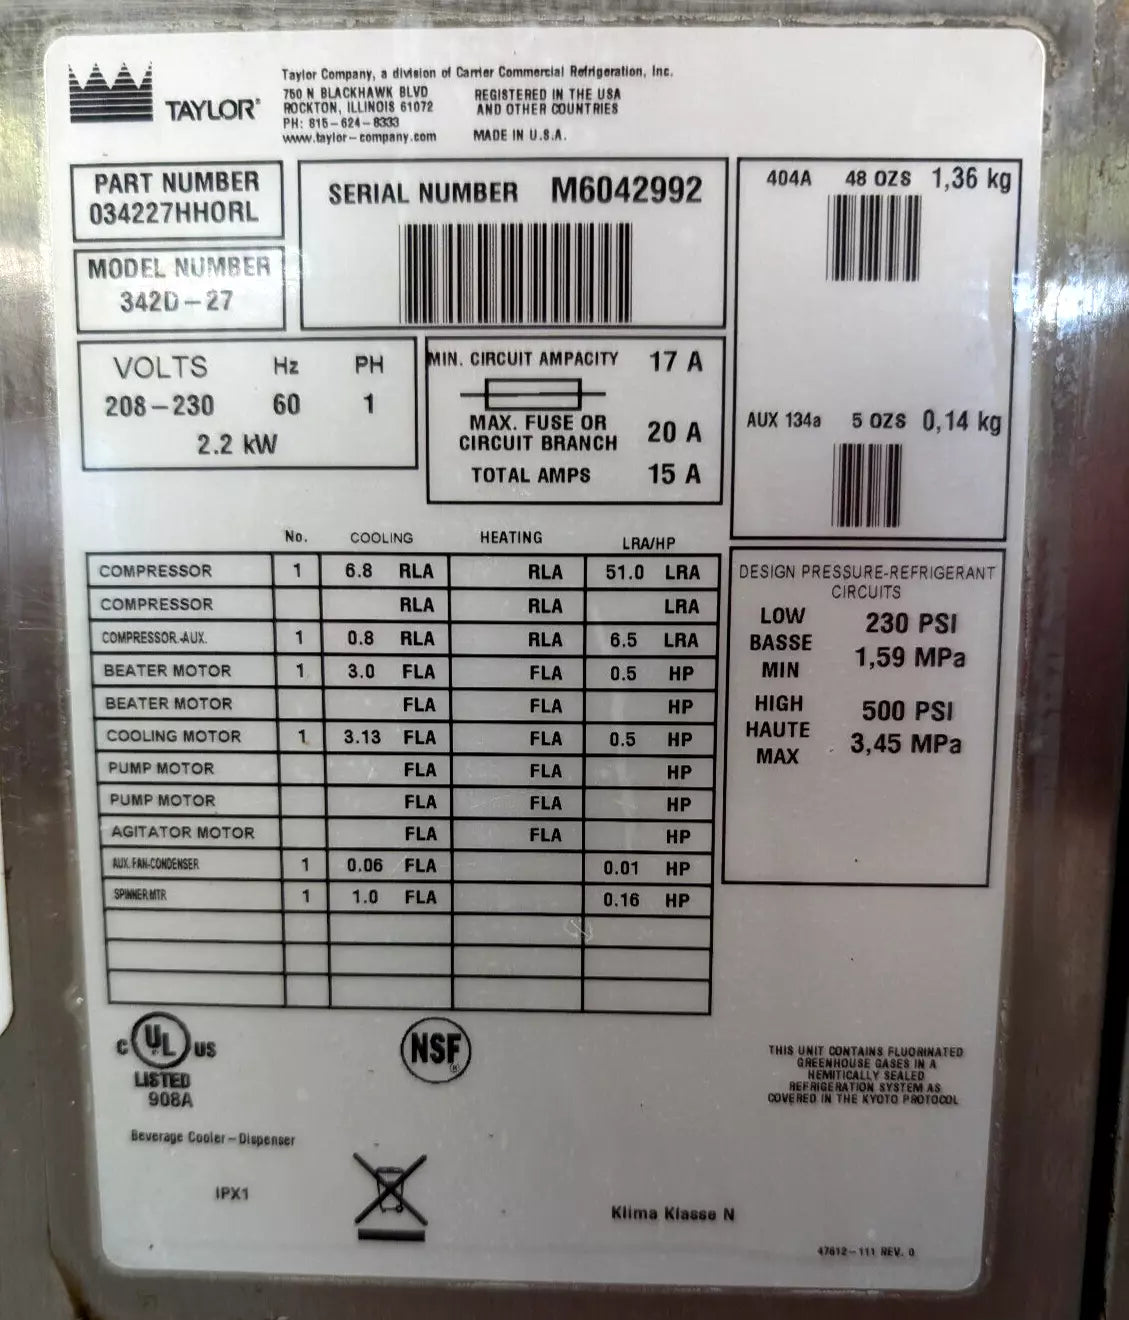 TAYLOR®
Taylor Company, a division of Carrier Commercial Refrigeration, Inc.
750 N BLACKHAWK BLVD
ROCKTON, ILLINOIS 61072
PH: 815-624-8333
www.taylor-company.com
REGISTERED IN THE USA
AND OTHER COUNTRIES
MADE IN U.S.A.
PART NUMBER
034227HHORL
MODEL NUMBER
342D-27
SERIAL NUMBER M6042992
404A 48 OZS 1,36 kg
AUX 134a 5 OZS 0,14 kg
VOLTS Hz PH
208-230 60 1
2.2 kW
MIN. CIRCUIT AMPACITY 17 A
MAX. FUSE OR
CIRCUIT BRANCH 20 A
TOTAL AMPS 15 A
No. COOLING HEATING LRA/HP
COMPRESSOR 1 6.8 RLA RLA 51.0 LRA
COMPRESSOR RLA RLA LRA
COMPRESSOR-AUX. 1 0.8 RLA RLA 6.5 LRA
BEATER MOTOR 1 3.0 FLA FLA 0.5 HP
BEATER MOTOR FLA FLA HP
COOLING MOTOR 1 3.13 FLA FLA 0.5 HP
PUMP MOTOR FLA FLA HP
PUMP MOTOR FLA FLA HP
AGITATOR MOTOR FLA FLA HP
AUX. FAN-CONDENSER 1 0.06 FLA 0.01 HP
SPINNER MTR 1 1.0 FLA 0.16 HP
DESIGN PRESSURE-REFRIGERANT
CIRCUITS
LOW
BASSE
MIN
230 PSI
1,59 MPa
HIGH
HAUTE
MAX
500 PSI
3,45 MPa
C UL US
LISTED
908A
NSF
Beverage Cooler-Dispenser
IPX1
THIS UNIT CONTAINS FLUORINATED
GREENHOUSE GASES IN A
HEMITICALLY SEALED
REFRIGERATION SYSTEM AS
COVERED IN THE KYOTO PROTOCOL
Klima Klasse N
47612-111 REV. 0